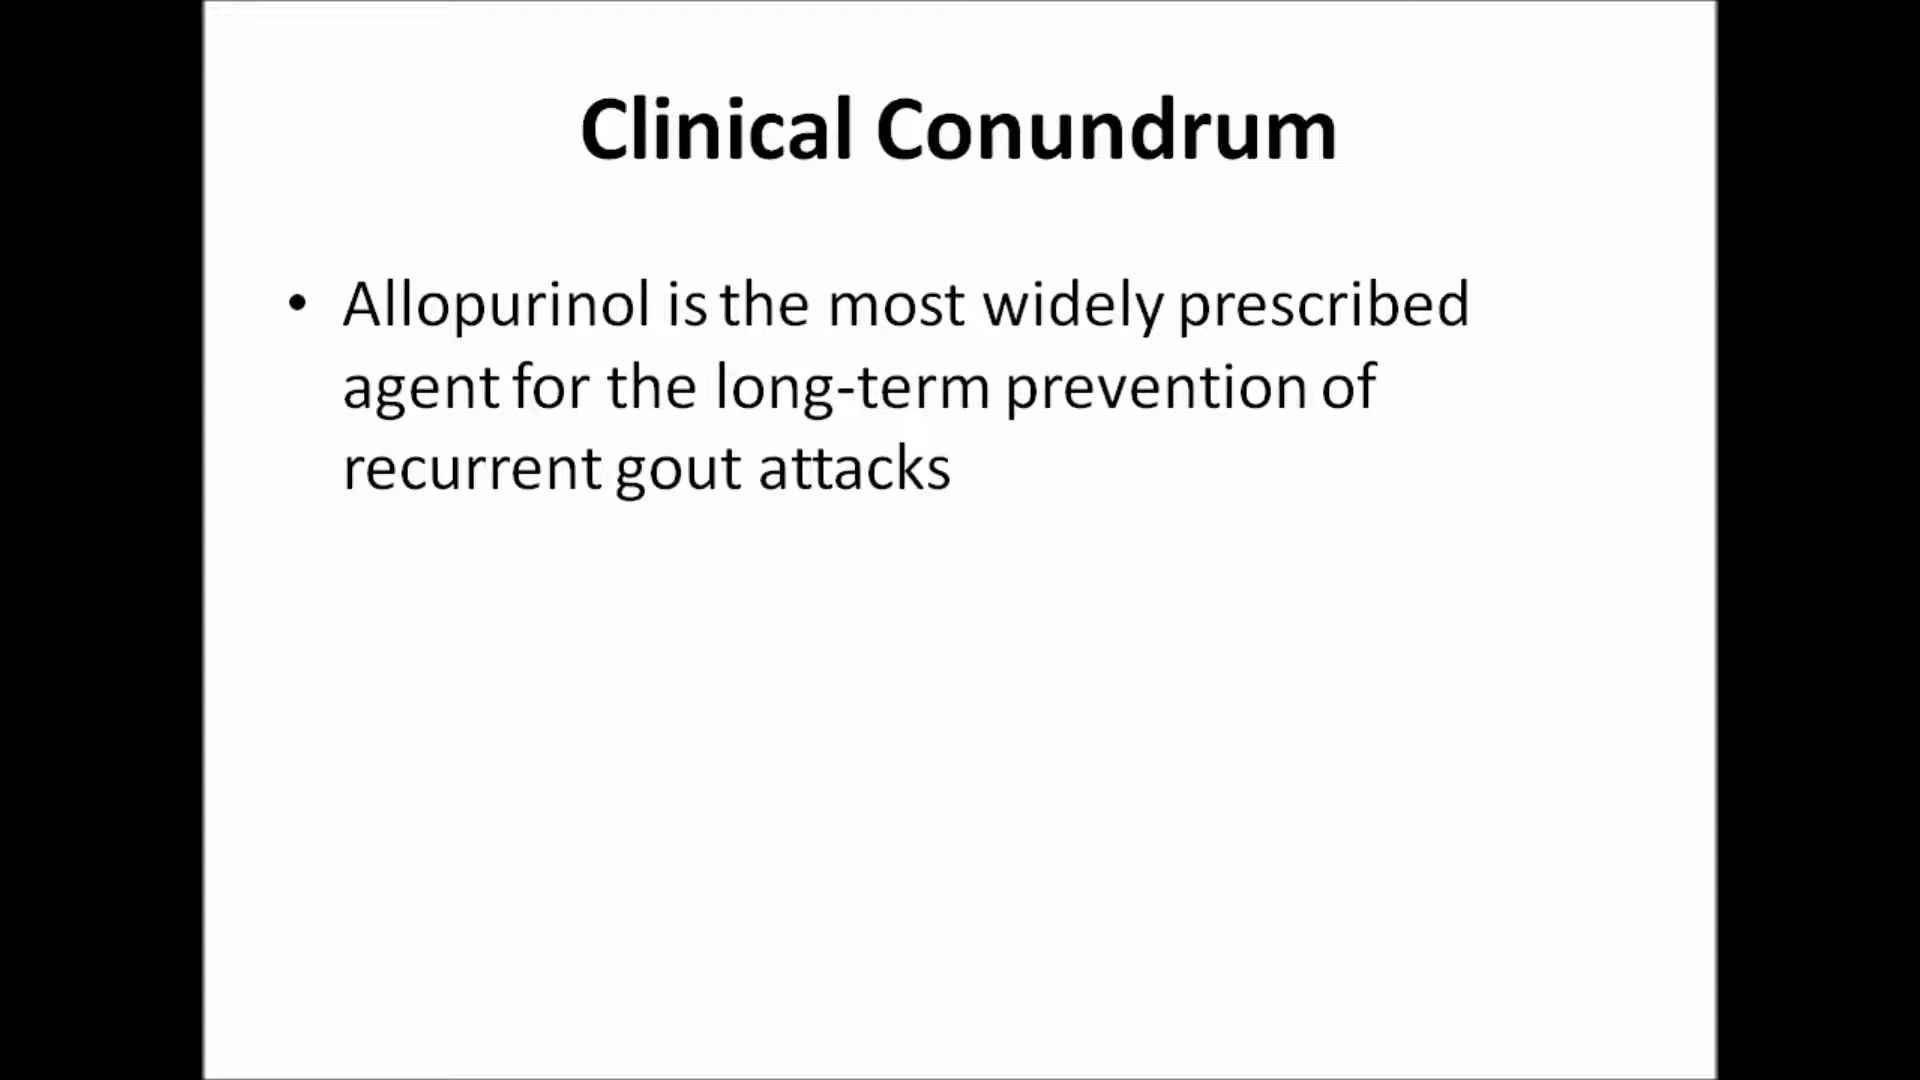 Clinical Conundrum
• Allopurinol is the most widely prescribed
agent for the long-term prevention of
recurrent gout attacks